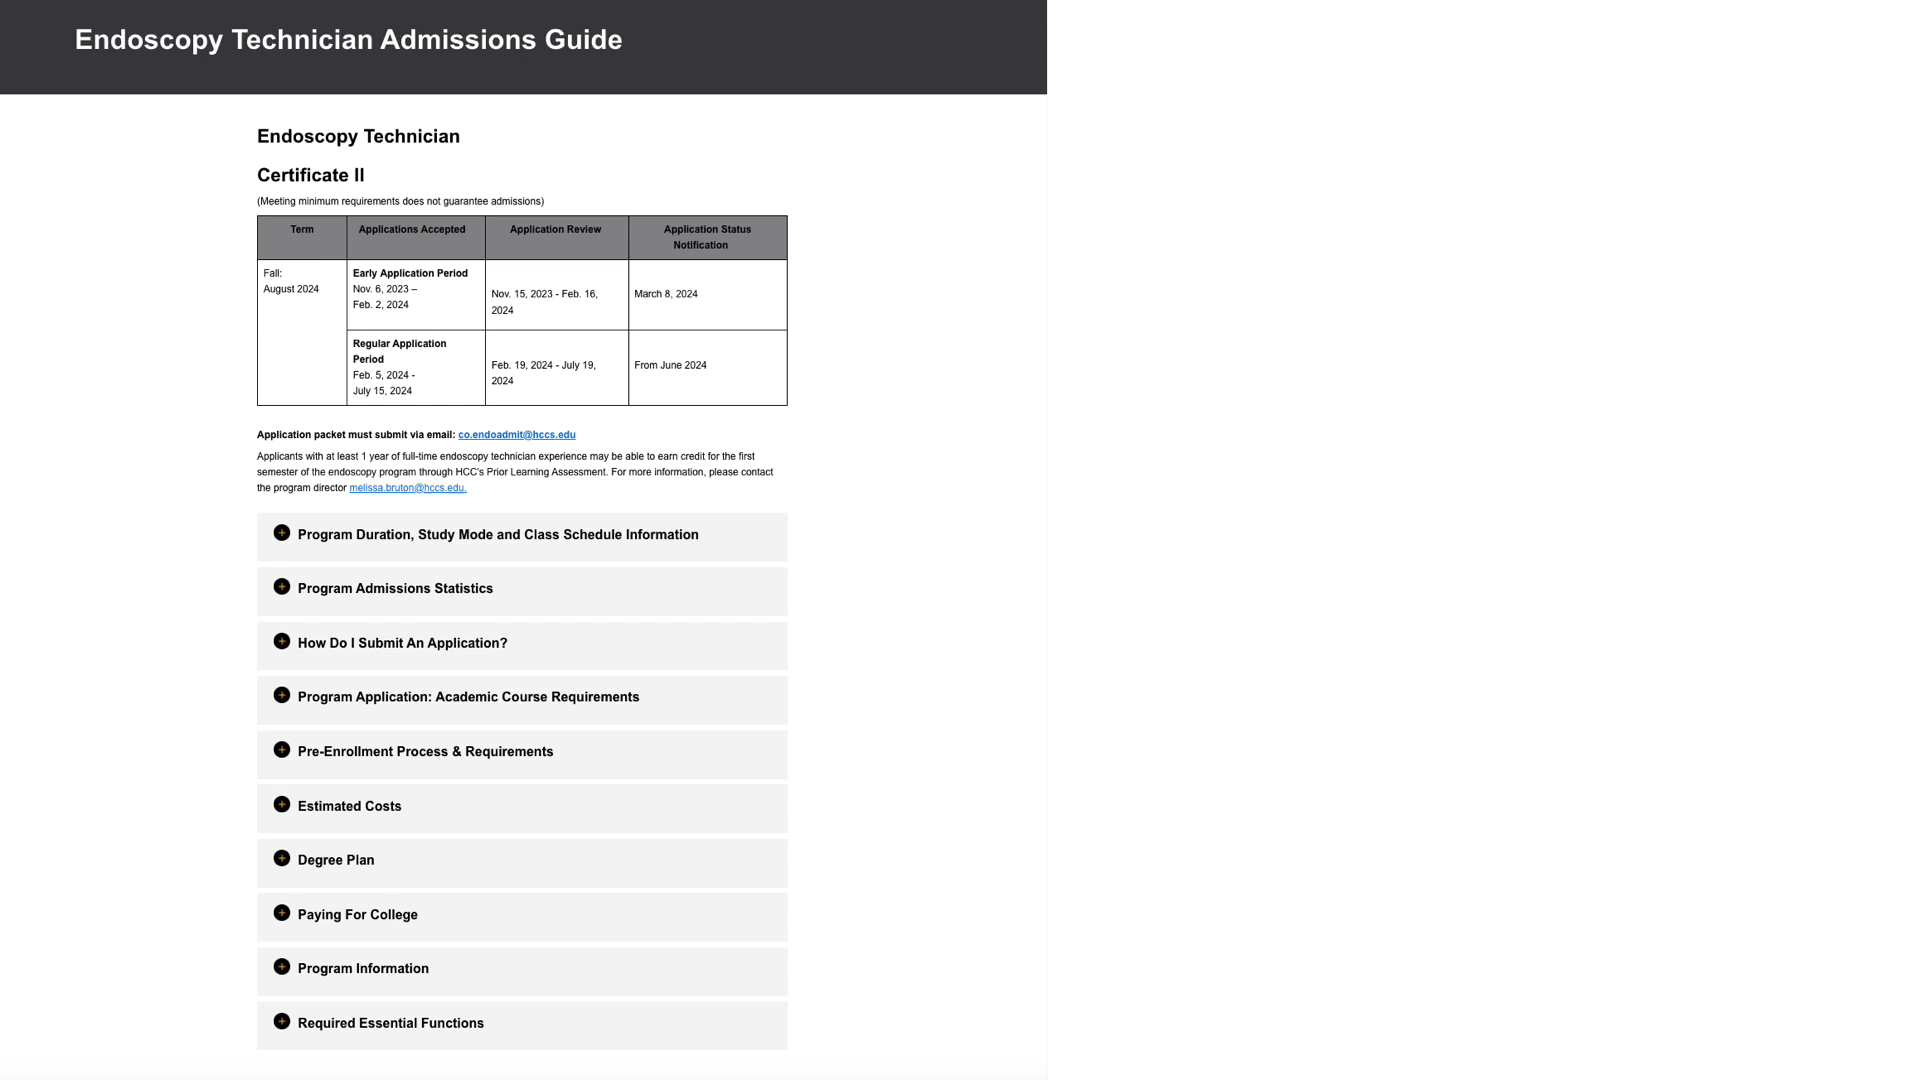 Endoscopy Technician Admissions Guide
Endoscopy Technician
Certificate II
(Meeting minimum requirements does not guarantee admissions)
Term
Applications Accepted
Application Review
Application Status
Notification
Fall:
August 2024
Early Application Period
Nov. 6, 2023 –
Feb. 2, 2024
Nov. 15, 2023 - Feb. 16,
2024
March 8, 2024
Regular Application
Period
Feb. 5, 2024 -
July 15, 2024
Feb. 19, 2024 - July 19,
2024
From June 2024
Application packet must submit via email: co.endoadmit@hccs.edu
Applicants with at least 1 year of full-time endoscopy technician experience may be able to earn credit for the first
semester of the endoscopy program through HCC's Prior Learning Assessment. For more information, please contact
the program director melissa.bruton@hccs.edu.
Program Duration, Study Mode and Class Schedule Information
Program Admissions Statistics
How Do I Submit An Application?
Program Application: Academic Course Requirements
Pre-Enrollment Process & Requirements
Estimated Costs
Degree Plan
Paying For College
Program Information
Required Essential Functions